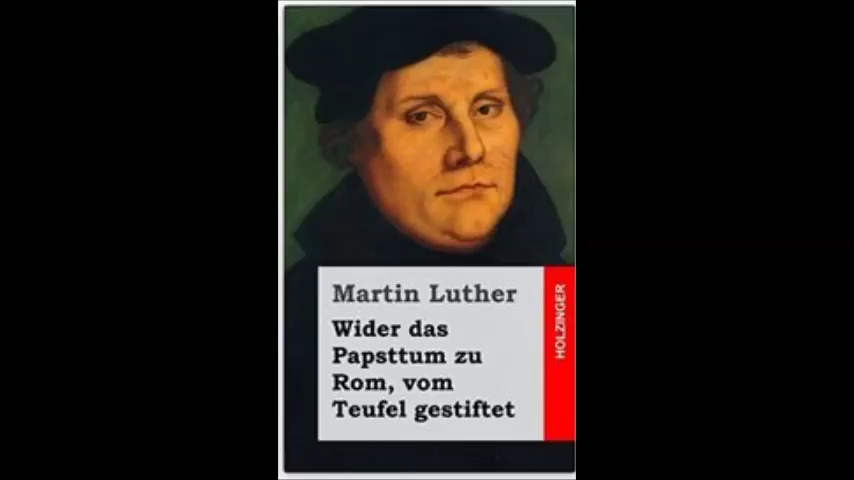 Martin Luther
Wider das
Papsttum zu
Rom, vom
Teufel gestiftet
HOLZINGER